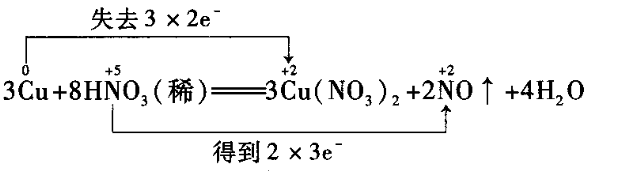 失去 3 × 2e⁻
0 +5 +2 +2
3Cu+8HNO₃(稀)══3Cu(NO₃)₂+2NO↑+4H₂O
得到 2 × 3e⁻